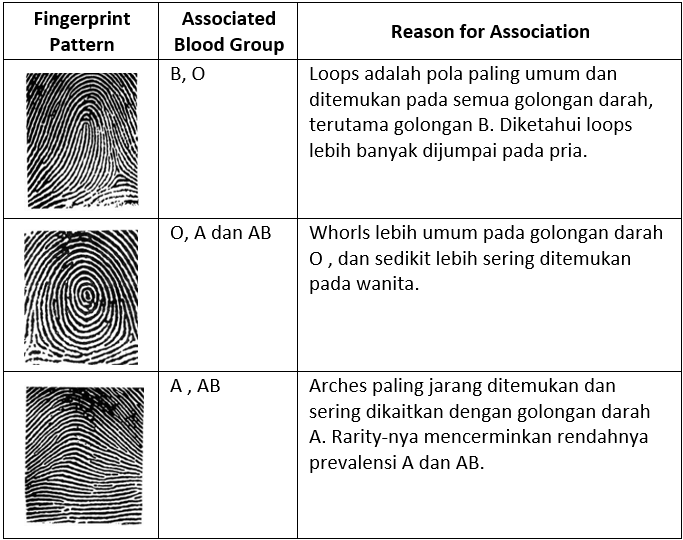 Fingerprint
Pattern
Associated
Blood Group
Reason for Association
B, O
Loops adalah pola paling umum dan
ditemukan pada semua golongan darah,
terutama golongan B. Diketahui loops
lebih banyak dijumpai pada pria.
O, A dan AB
Whorls lebih umum pada golongan darah
O , dan sedikit lebih sering ditemukan
pada wanita.
A , AB
Arches paling jarang ditemukan dan
sering dikaitkan dengan golongan darah
A. Rarity-nya mencerminkan rendahnya
prevalensi A dan AB.